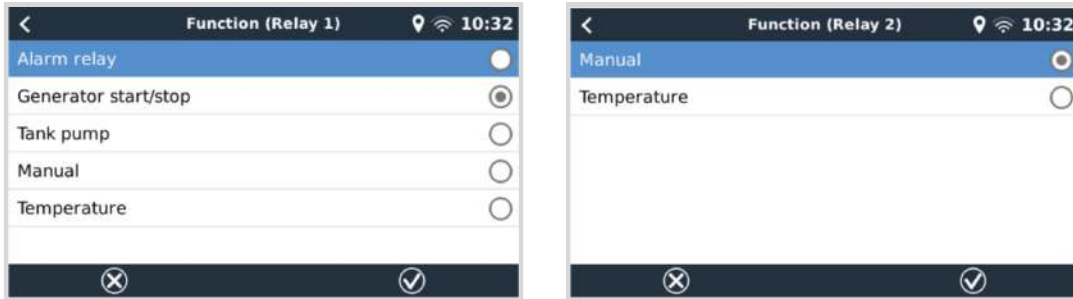 Function (Relay 1) 10:32
Alarm relay
Generator start/stop
Tank pump
Manual
Temperature
Function (Relay 2) 10:32
Manual
Temperature